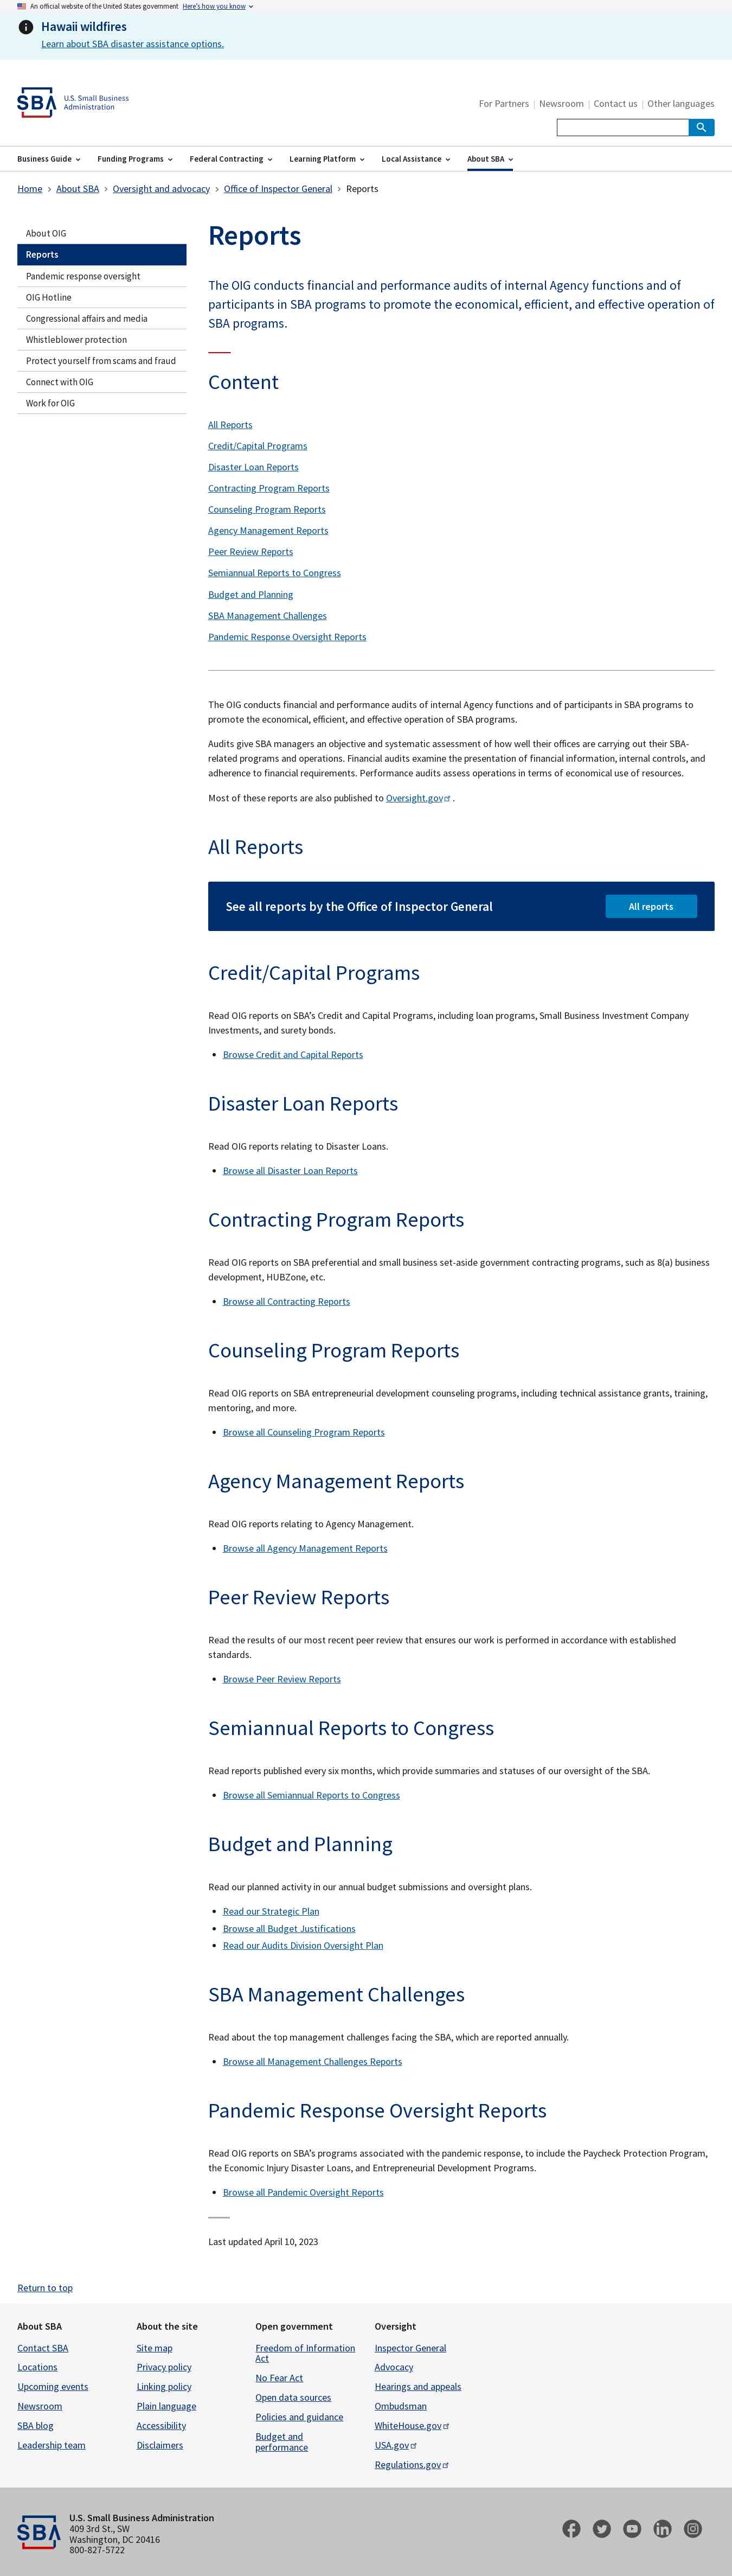 An official website of the United States government Here's how you know
Hawaii wildfires
Learn about SBA disaster assistance options.
SBA
U.S. Small Business
Administration
For Partners | Newsroom | Contact us | Other languages
Business Guide Funding Programs Federal Contracting Learning Platform Local Assistance About SBA
Home > About SBA > Oversight and advocacy > Office of Inspector General > Reports
About OIG
Reports
Pandemic response oversight
OIG Hotline
Congressional affairs and media
Whistleblower protection
Protect yourself from scams and fraud
Connect with OIG
Work for OIG
Reports
The OIG conducts financial and performance audits of internal Agency functions and of
participants in SBA programs to promote the economical, efficient, and effective operation of
SBA programs.
Content
All Reports
Credit/Capital Programs
Disaster Loan Reports
Contracting Program Reports
Counseling Program Reports
Agency Management Reports
Peer Review Reports
Semiannual Reports to Congress
Budget and Planning
SBA Management Challenges
Pandemic Response Oversight Reports
The OIG conducts financial and performance audits of internal Agency functions and of participants in SBA programs to
promote the economical, efficient, and effective operation of SBA programs.
Audits give SBA managers an objective and systematic assessment of how well their offices are carrying out their SBA-
related programs and operations. Financial audits examine the presentation of financial information, internal controls, and
adherence to financial requirements. Performance audits assess operations in terms of economical use of resources.
Most of these reports are also published to Oversight.gov .
All Reports
See all reports by the Office of Inspector General
All reports
Credit/Capital Programs
Read OIG reports on SBA's Credit and Capital Programs, including loan programs, Small Business Investment Company
Investments, and surety bonds.
• Browse Credit and Capital Reports
Disaster Loan Reports
Read OIG reports relating to Disaster Loans.
• Browse all Disaster Loan Reports
Contracting Program Reports
Read OIG reports on SBA preferential and small business set-aside government contracting programs, such as 8(a) business
development, HUBZone, etc.
• Browse all Contracting Reports
Counseling Program Reports
Read OIG reports on SBA entrepreneurial development counseling programs, including technical assistance grants, training,
mentoring, and more.
• Browse all Counseling Program Reports
Agency Management Reports
Read OIG reports relating to Agency Management.
• Browse all Agency Management Reports
Peer Review Reports
Read the results of our most recent peer review that ensures our work is performed in accordance with established
standards.
• Browse Peer Review Reports
Semiannual Reports to Congress
Read reports published every six months, which provide summaries and statuses of our oversight of the SBA.
• Browse all Semiannual Reports to Congress
Budget and Planning
Read our planned activity in our annual budget submissions and oversight plans.
• Read our Strategic Plan
• Browse all Budget Justifications
• Read our Audits Division Oversight Plan
SBA Management Challenges
Read about the top management challenges facing the SBA, which are reported annually.
• Browse all Management Challenges Reports
Pandemic Response Oversight Reports
Read OIG reports on SBA's programs associated with the pandemic response, to include the Paycheck Protection Program,
the Economic Injury Disaster Loans, and Entrepreneurial Development Programs.
• Browse all Pandemic Oversight Reports
Last updated April 10, 2023
Return to top
About SBA
Contact SBA
Locations
Upcoming events
Newsroom
SBA blog
Leadership team
About the site
Site map
Privacy policy
Linking policy
Plain language
Accessibility
Disclaimers
Open government
Freedom of Information
Act
No Fear Act
Open data sources
Policies and guidance
Budget and
performance
Oversight
Inspector General
Advocacy
Hearings and appeals
Ombudsman
WhiteHouse.gov
USA.gov
Regulations.gov
SBA
U.S. Small Business Administration
409 3rd St., SW
Washington, DC 20416
800-827-5722